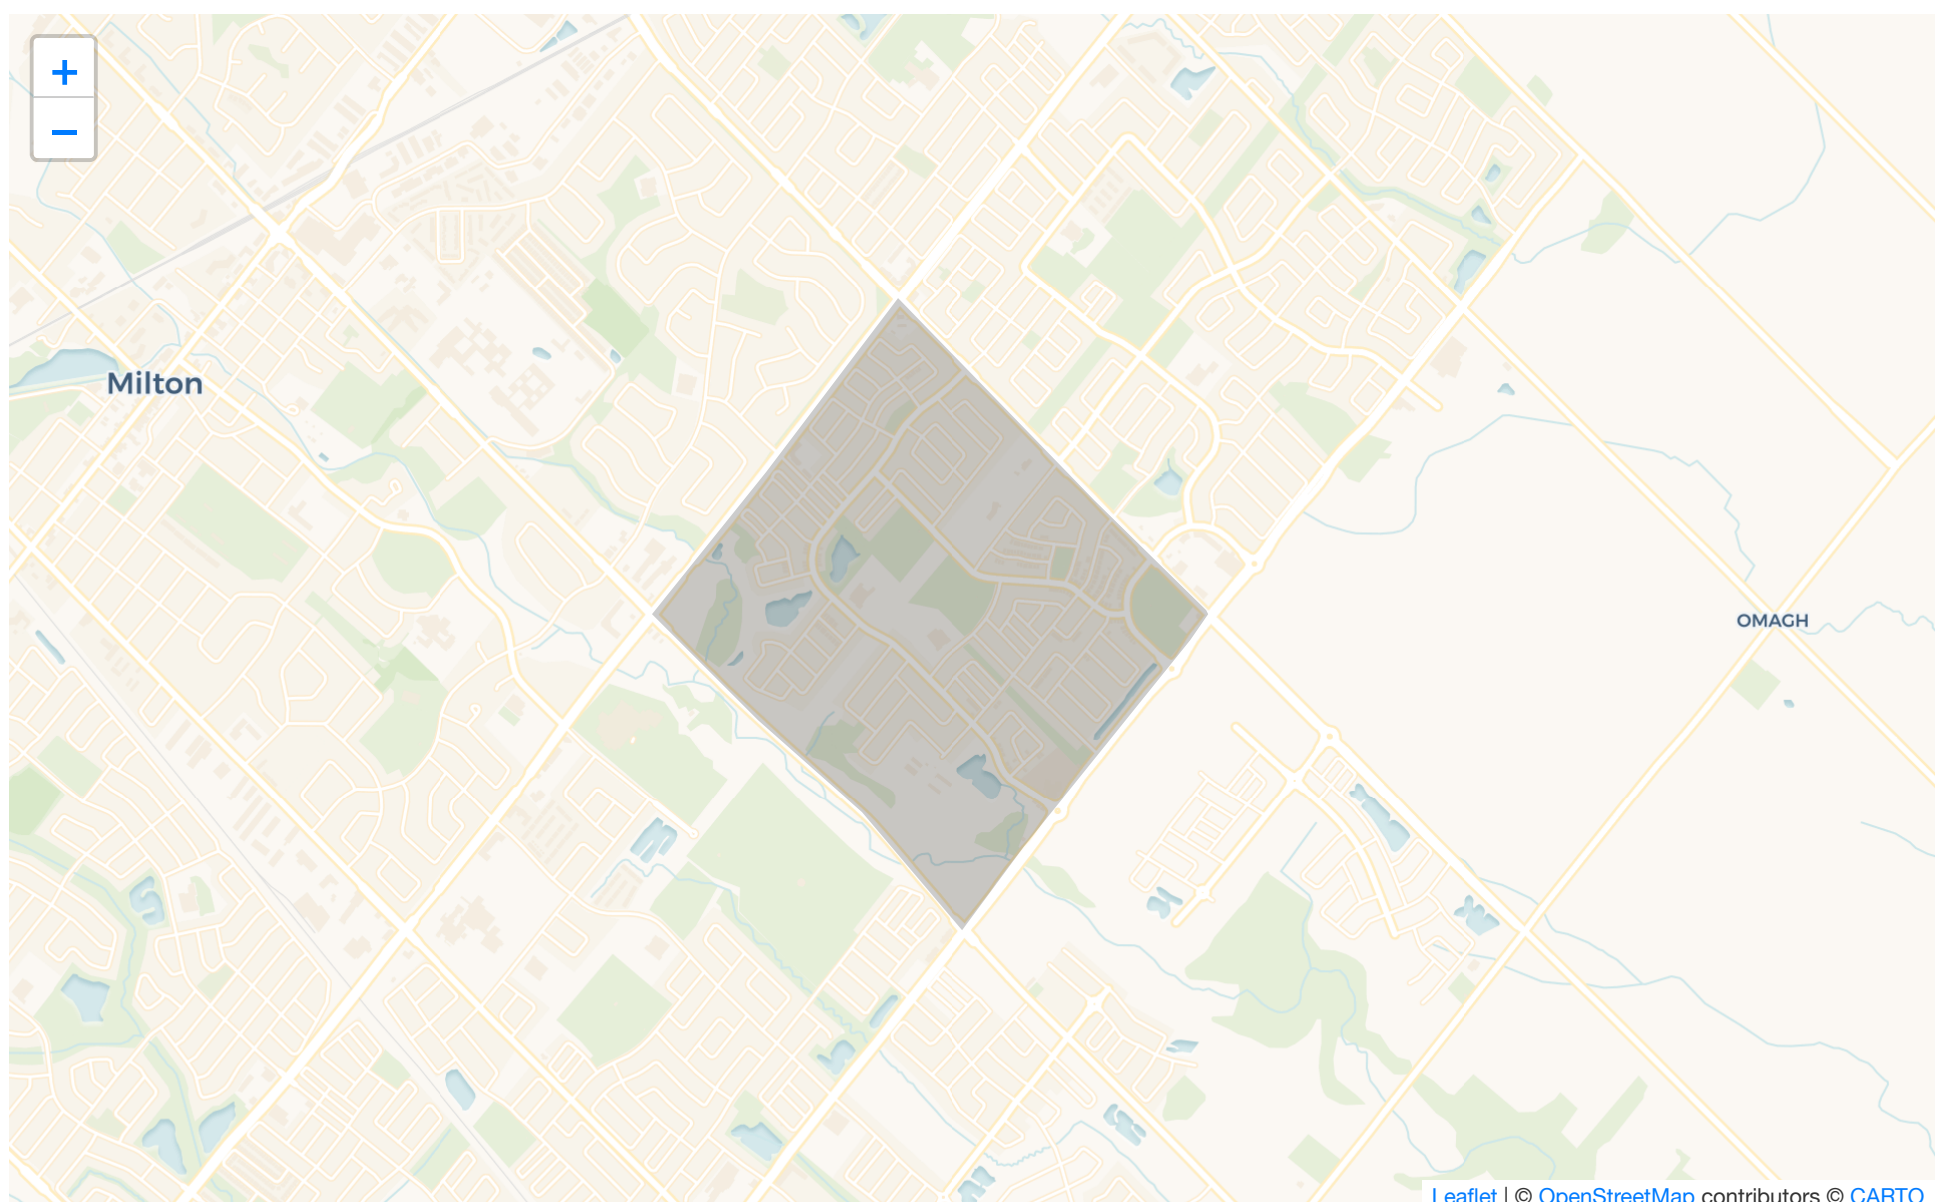 +
−
Milton
OMAGH
Leaflet | © OpenStreetMap contributors © CARTO